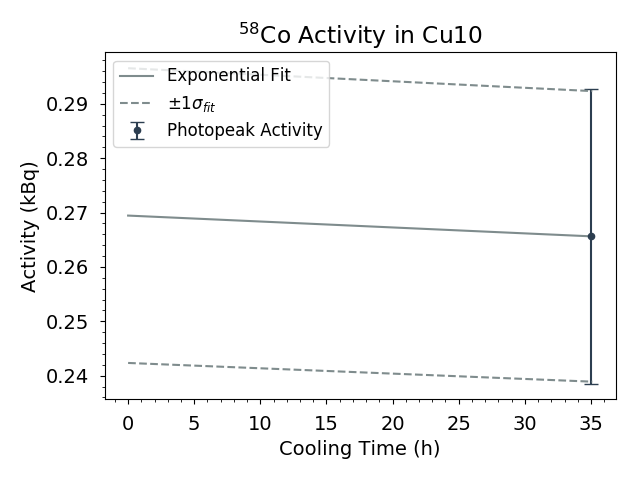 ⁵⁸Co Activity in Cu10
Exponential Fit
±1σ_fit
Photopeak Activity
Activity (kBq)
0.29
0.28
0.27
0.26
0.25
0.24
0 5 10 15 20 25 30 35
Cooling Time (h)